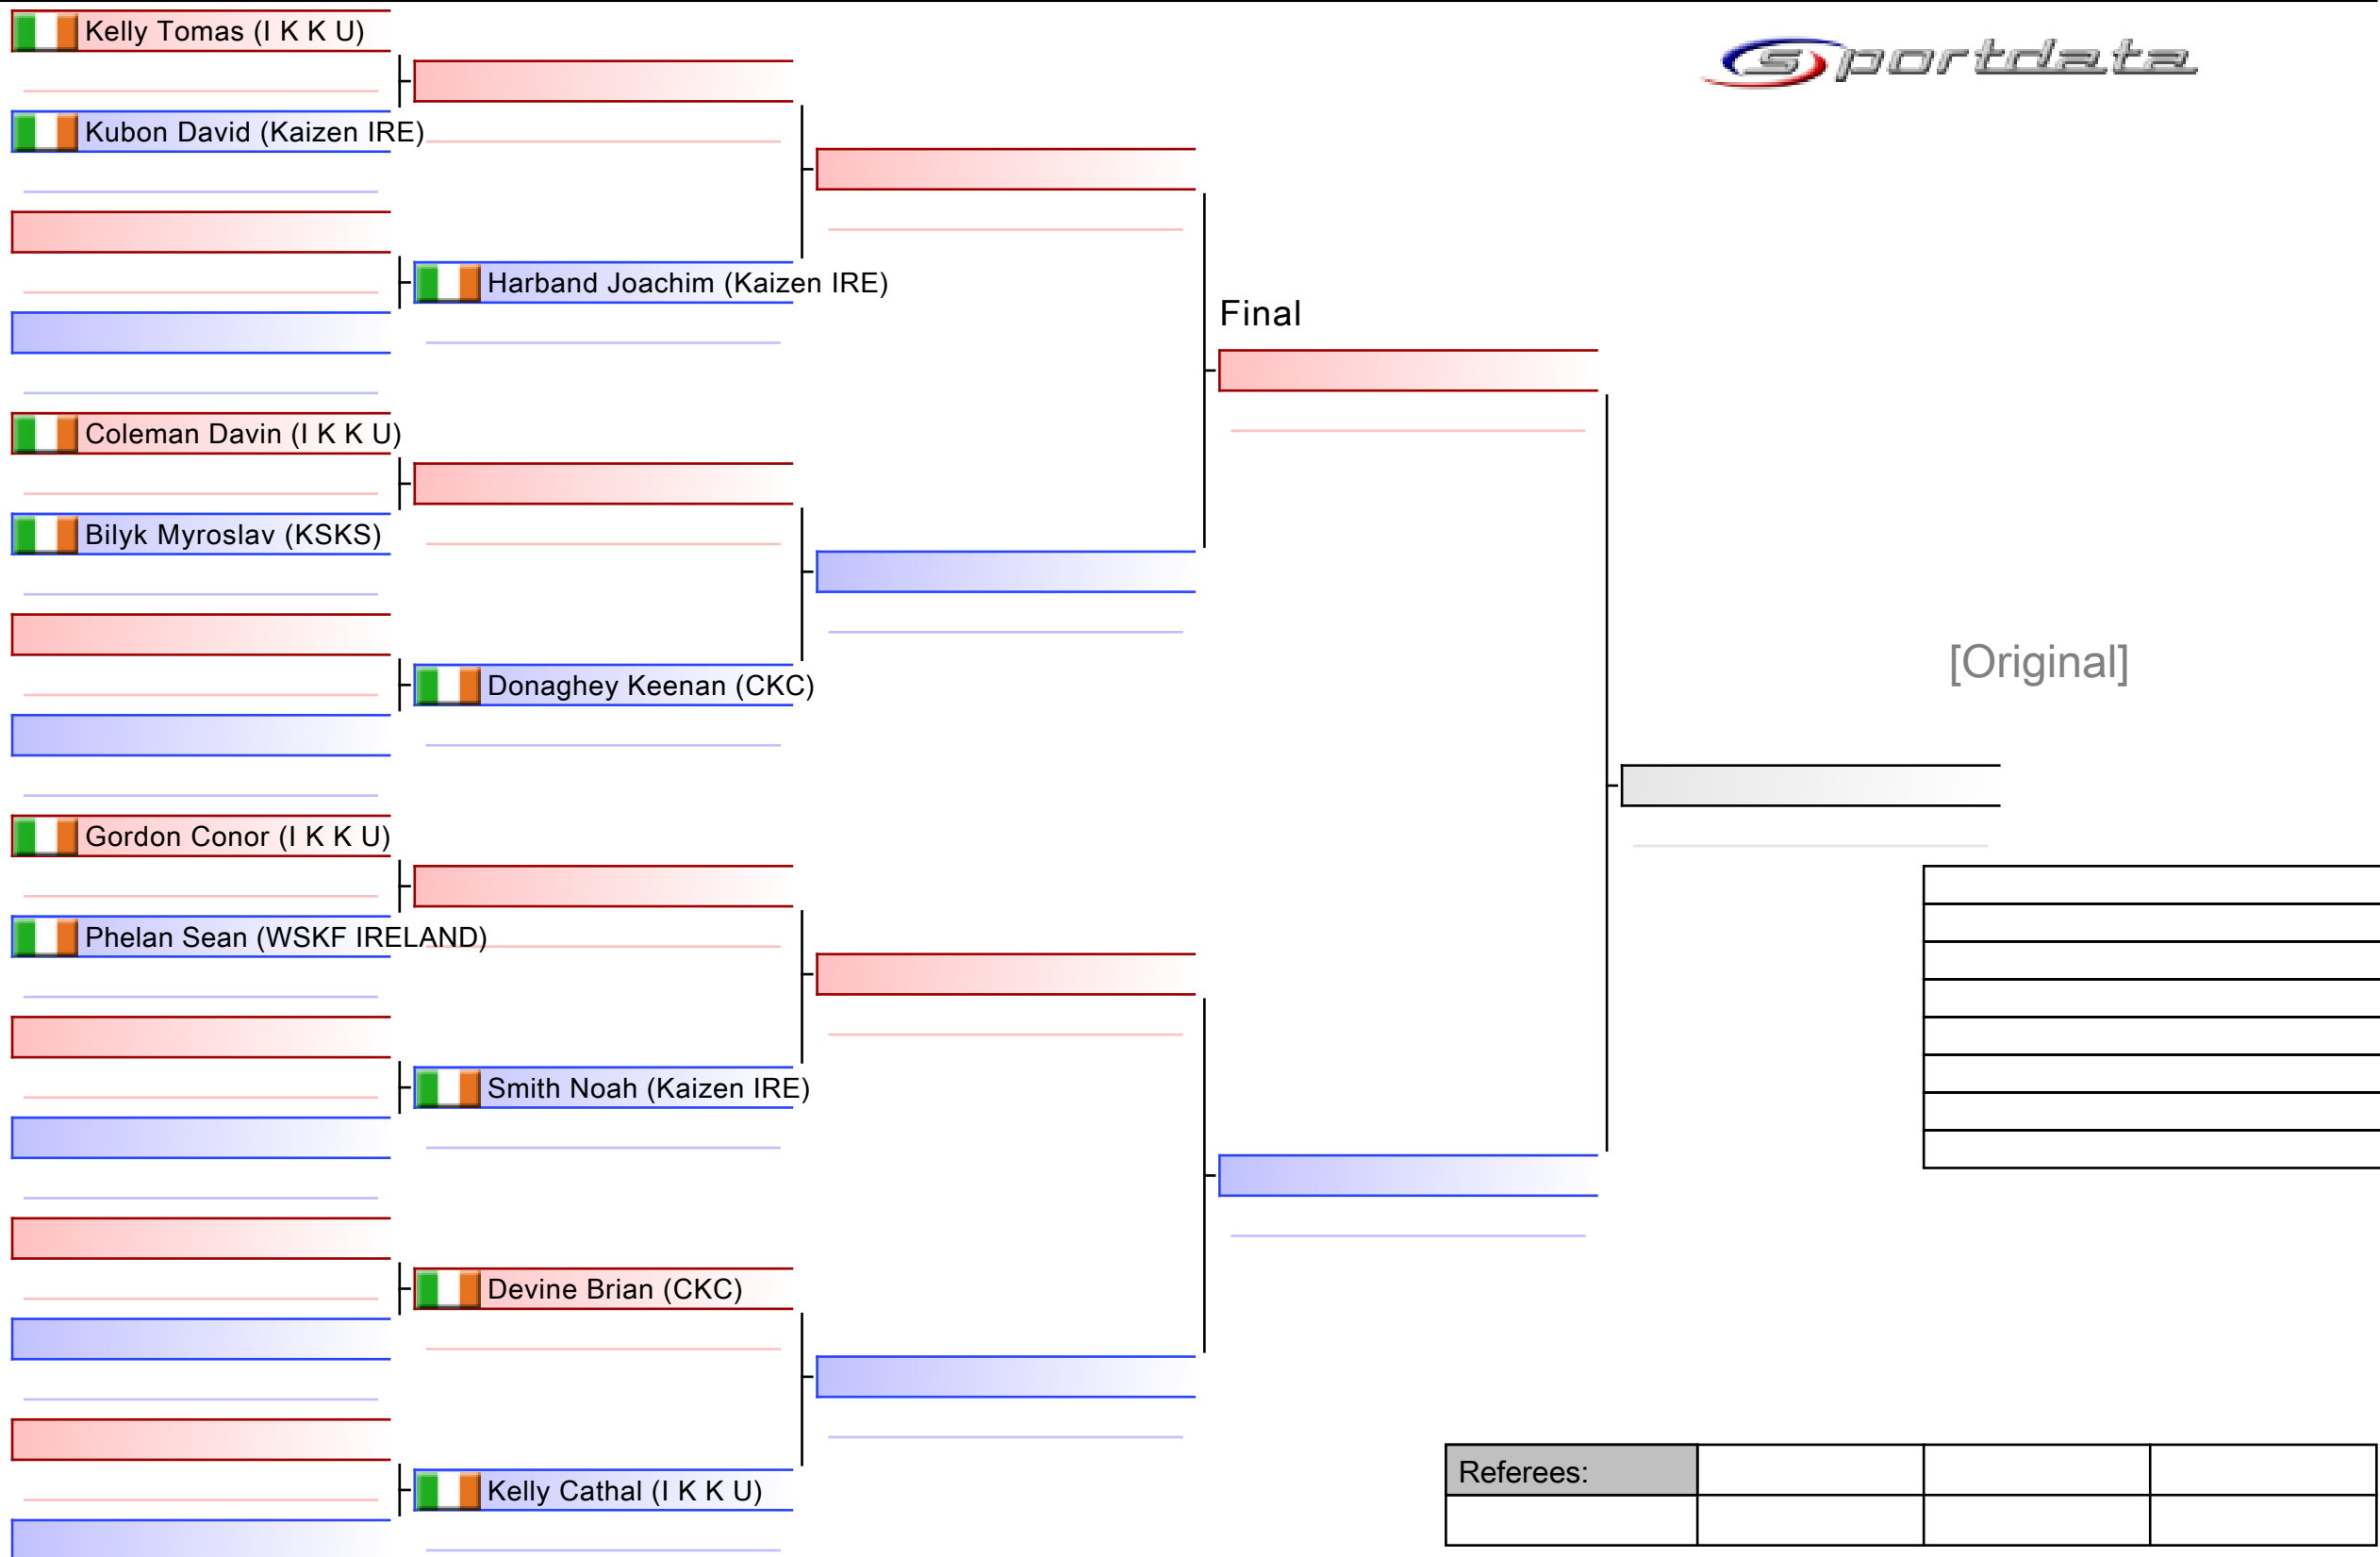 Kelly Tomas (I K K U)
sportdata
Kubon David (Kaizen IRE)
Harband Joachim (Kaizen IRE)
Final
Coleman Davin (I K K U)
Bilyk Myroslav (KSKS)
[Original]
Donaghey Keenan (CKC)
Gordon Conor (I K K U)
Phelan Sean (WSKF IRELAND)
Smith Noah (Kaizen IRE)
Devine Brian (CKC)
Referees:
Kelly Cathal (I K K U)